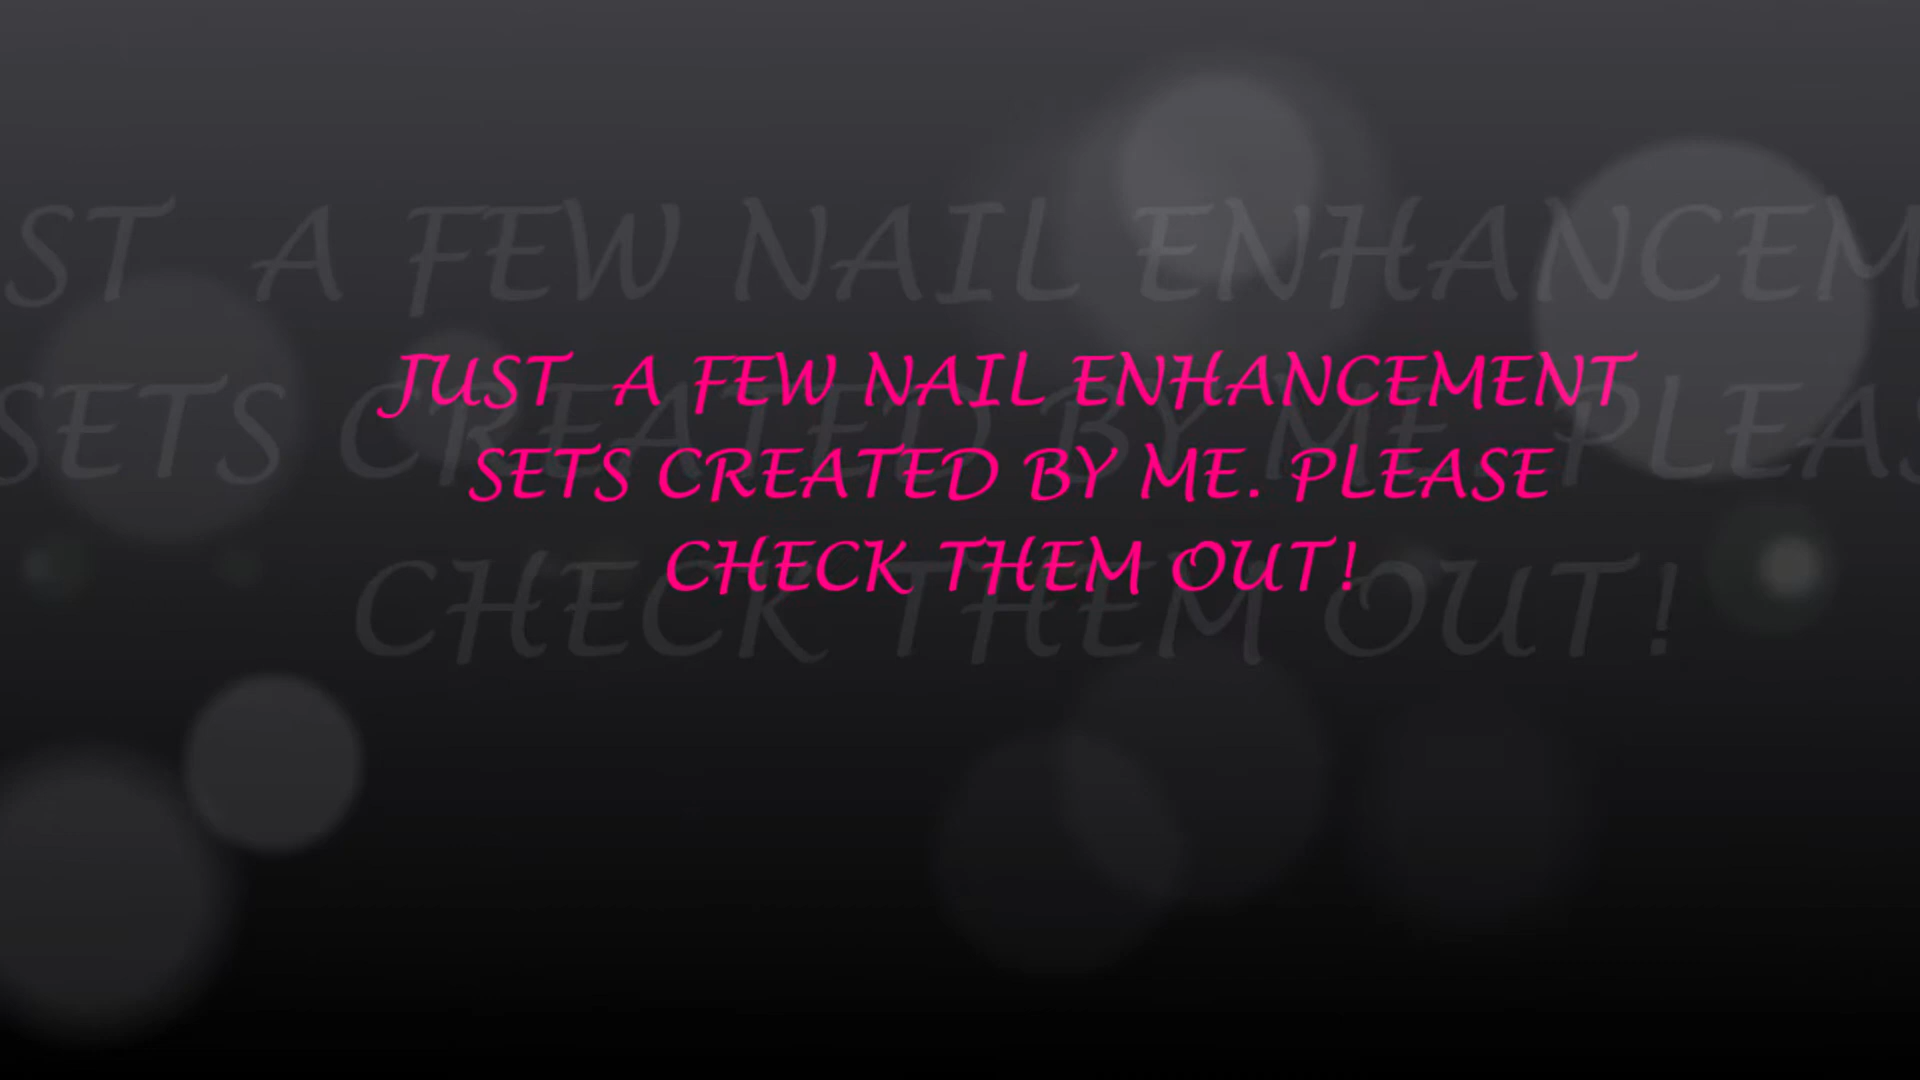 JUST A FEW NAIL ENHANCEMENT
SETS CREATED BY ME. PLEASE
CHECK THEM OUT!